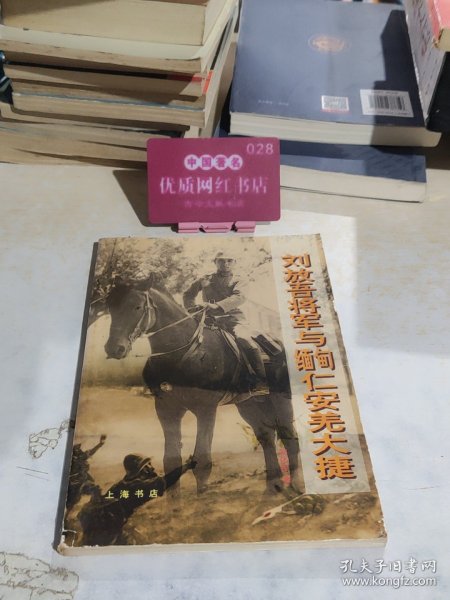 028
中国著名
优质网红书店
刘放吾将军与缅甸仁安羌大捷
上海书店
孔夫子旧书网
www.kongfz.com